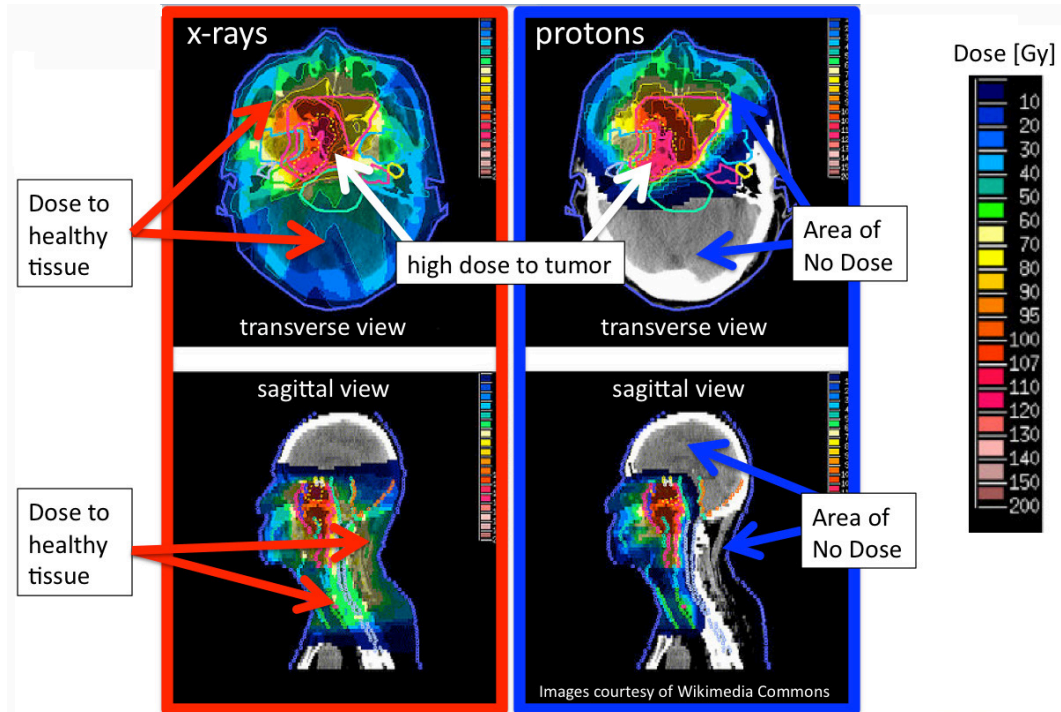 x-rays
protons
Dose [Gy]
Dose to
healthy
tissue
high dose to tumor
Area of
No Dose
transverse view
transverse view
sagittal view
sagittal view
Dose to
healthy
tissue
Area of
No Dose
Images courtesy of Wikimedia Commons
10
20
30
40
50
60
70
80
90
95
100
107
110
120
130
140
150
200